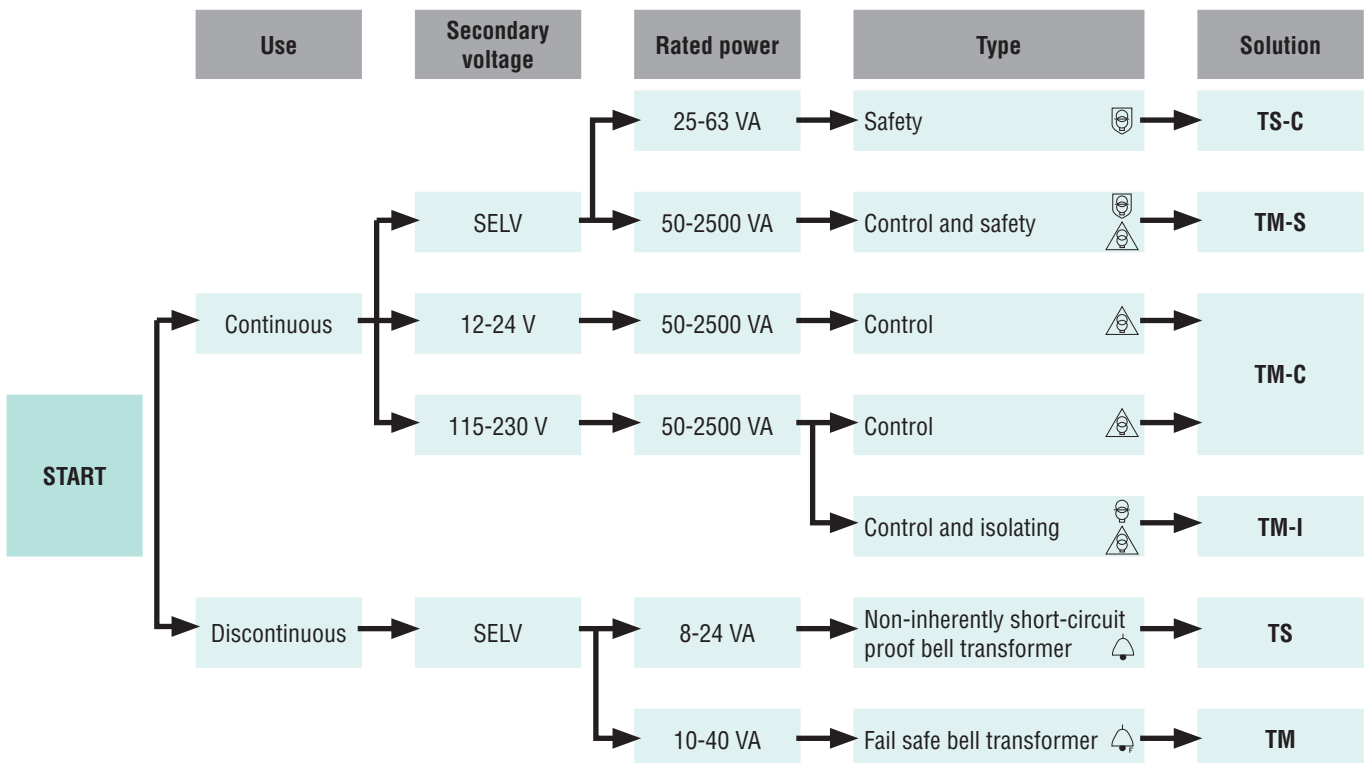 Use
Secondary
voltage
Rated power
Type
Solution
25-63 VA
Safety
TS-C
SELV
50-2500 VA
Control and safety
TM-S
Continuous
12-24 V
50-2500 VA
Control
TM-C
115-230 V
50-2500 VA
Control
START
Control and isolating
TM-I
Discontinuous
SELV
8-24 VA
Non-inherently short-circuit
proof bell transformer
TS
10-40 VA
Fail safe bell transformer
F
TM